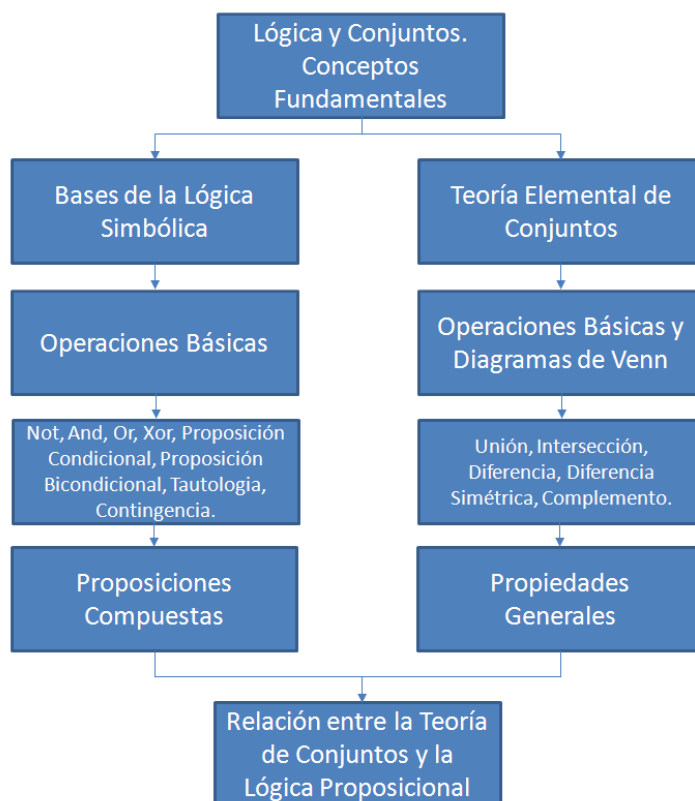 Lógica y Conjuntos.
Conceptos
Fundamentales
Bases de la Lógica
Simbólica
Teoría Elemental de
Conjuntos
Operaciones Básicas
Operaciones Básicas y
Diagramas de Venn
Not, And, Or, Xor, Proposición
Condicional, Proposición
Bicondicional, Tautologia,
Contingencia.
Unión, Intersección,
Diferencia, Diferencia
Simétrica, Complemento.
Proposiciones
Compuestas
Propiedades
Generales
Relación entre la Teoría
de Conjuntos y la
Lógica Proposicional